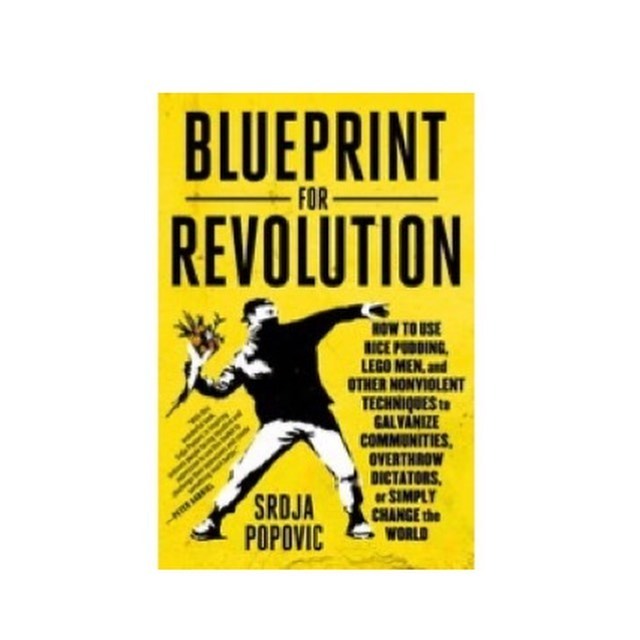 BLUEPRINT
FOR
REVOLUTION
HOW TO USE
RICE PUDDING,
LEGO MEN, and
OTHER NONVIOLENT
TECHNIQUES to
GALVANIZE
COMMUNITIES,
OVERTHROW
DICTATORS,
or SIMPLY
CHANGE the
WORLD
—PETER GABRIEL
SRDJA
POPOVIC